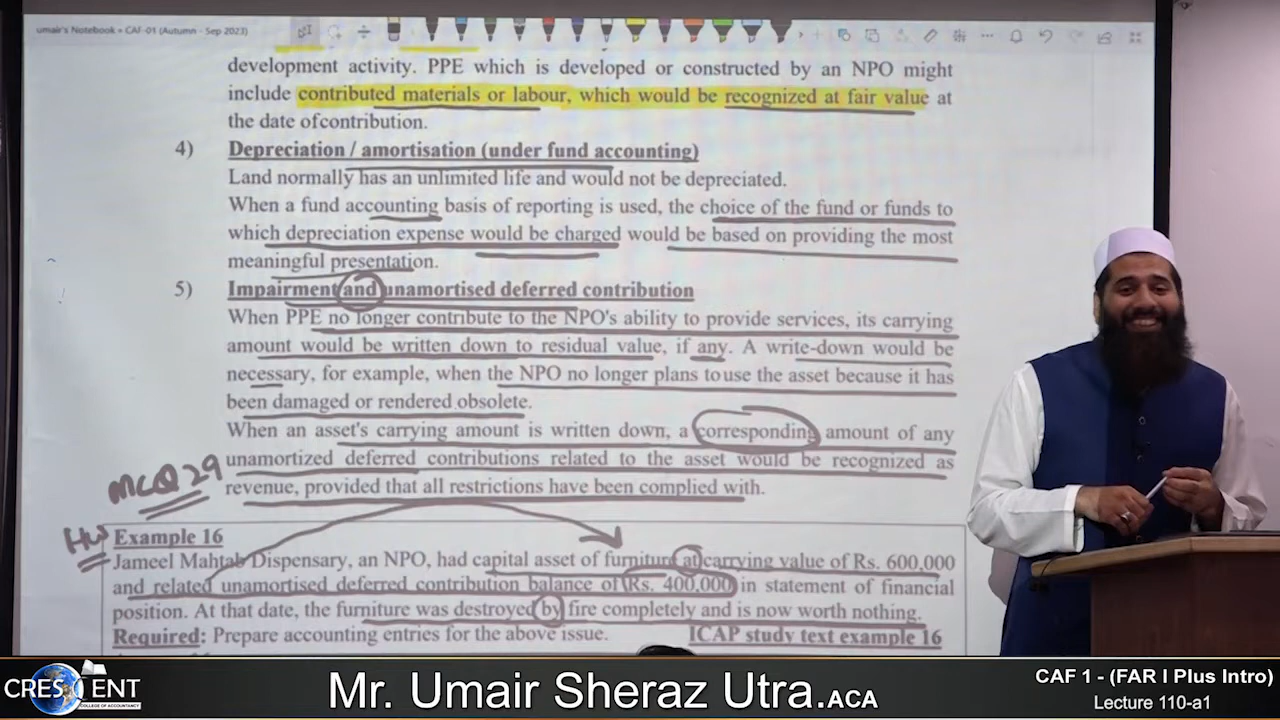 umair's Notebook » CAF-01 (Autumn - Sep 2023)
development activity. PPE which is developed or constructed by an NPO might
include contributed materials or labour, which would be recognized at fair value at
the date ofcontribution.
4) Depreciation / amortisation (under fund accounting)
Land normally has an unlimited life and would not be depreciated.
When a fund accounting basis of reporting is used, the choice of the fund or funds to
which depreciation expense would be charged would be based on providing the most
meaningful presentation.
5) Impairment and unamortised deferred contribution
When PPE no longer contribute to the NPO's ability to provide services, its carrying
amount would be written down to residual value, if any. A write-down would be
necessary, for example, when the NPO no longer plans touse the asset because it has
been damaged or rendered obsolete.
When an asset's carrying amount is written down, a corresponding amount of any
unamortized deferred contributions related to the asset would be recognized as
revenue, provided that all restrictions have been complied with.
MCQ 29
HW
Example 16
Jameel Mahtab Dispensary, an NPO, had capital asset of furniture at carrying value of Rs. 600,000
and related unamortised deferred contribution balance of Rs. 400,000 in statement of financial
position. At that date, the furniture was destroyed by fire completely and is now worth nothing.
Required: Prepare accounting entries for the above issue. ICAP study text example 16
CRESCENT
COLLEGE OF ACCOUNTANCY
Mr. Umair Sheraz Utra.ACA
CAF 1 - (FAR I Plus Intro)
Lecture 110-a1